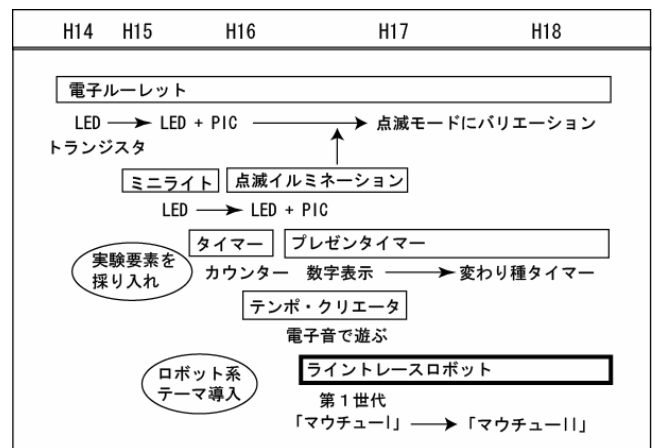 H14 H15 H16 H17 H18
電子ルーレット
LED → LED + PIC → 点滅モードにバリエーション
トランジスタ
ミニライト 点滅イルミネーション
LED → LED + PIC
タイマー プレゼンタイマー
実験要素を
採り入れ
カウンター 数字表示 → 変わり種タイマー
テンポ・クリエータ
電子音で遊ぶ
ロボット系
テーマ導入
ライントレースロボット
第1世代
「マウチューI」 → 「マウチューII」